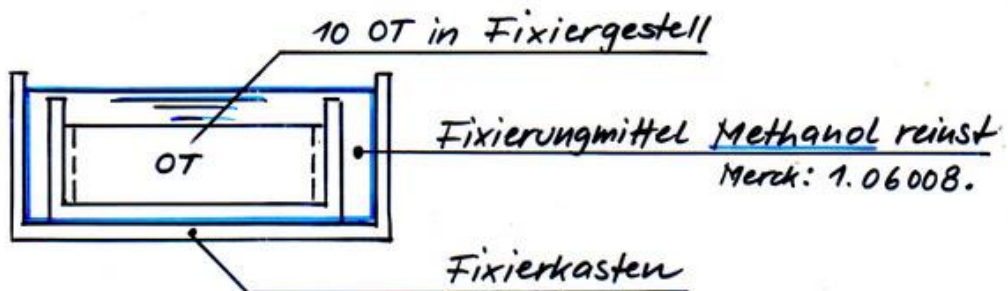 10 OT in Fixiergestell
OT
Fixierungmittel Methanol reinst
Merck: 1.06008.
Fixierkasten